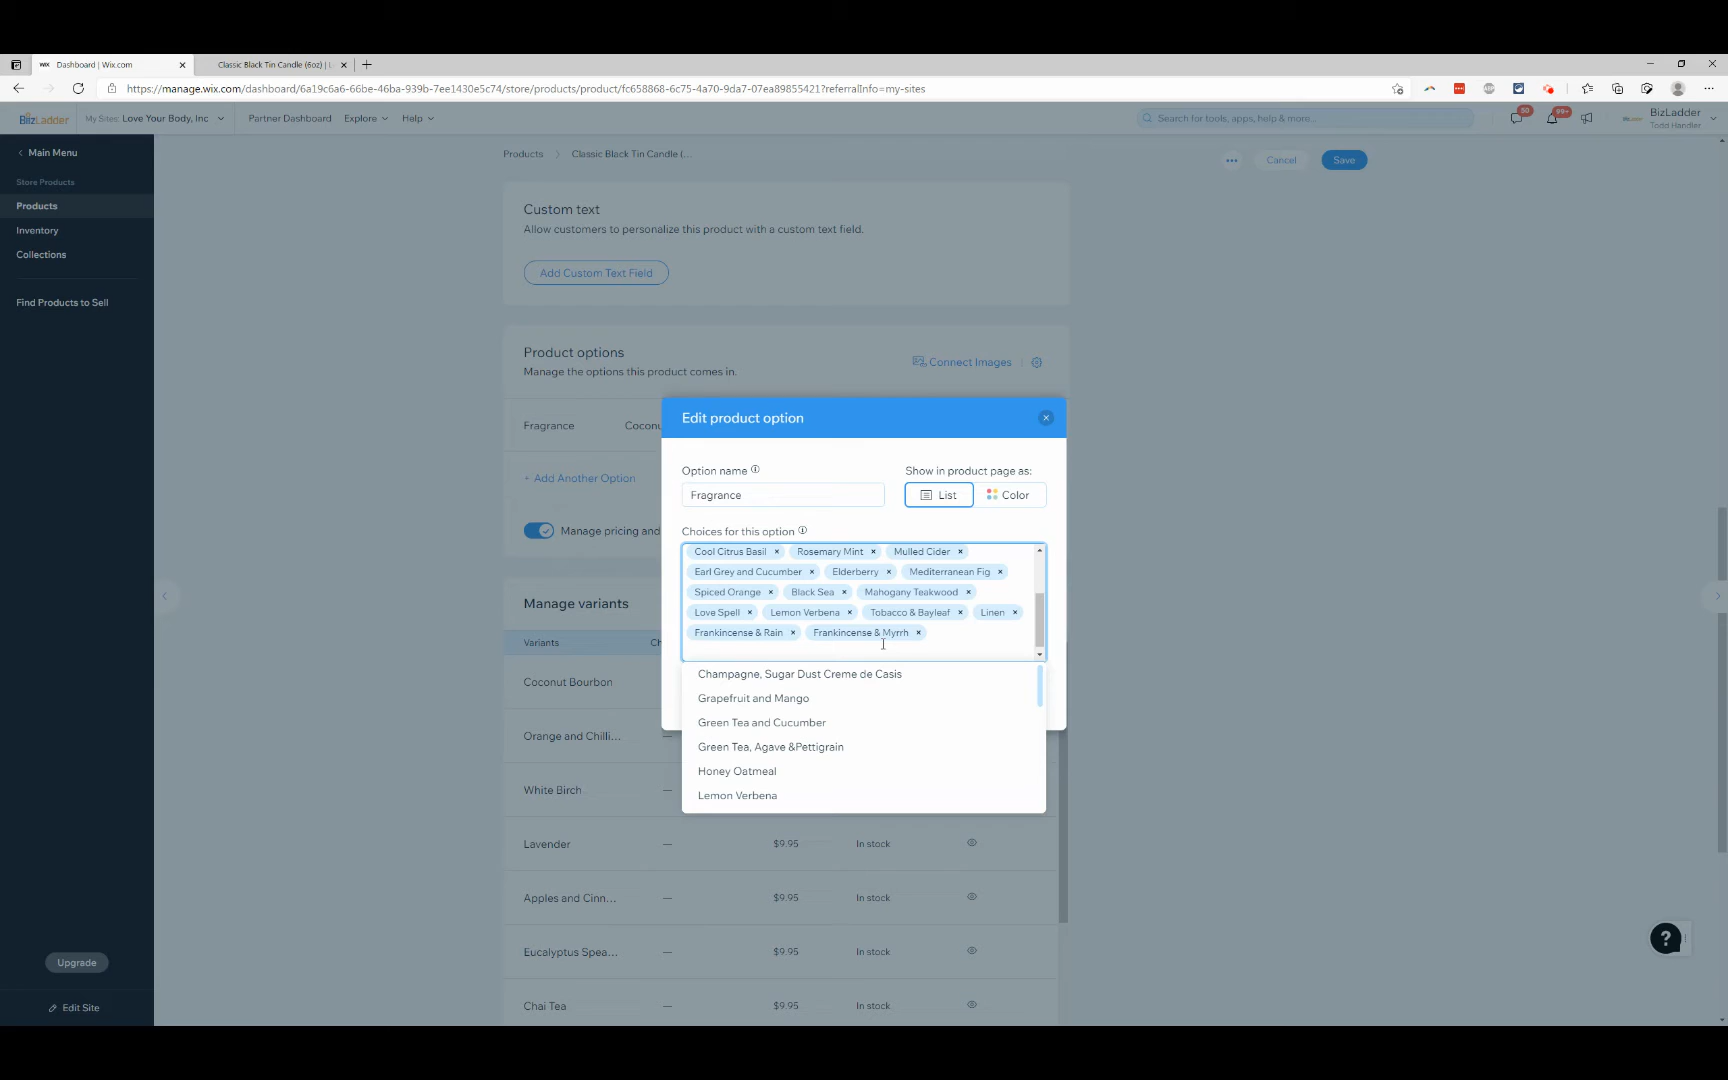 Dashboard | Wix.com
Classic Black Tin Candle (6oz) | L
https://manage.wix.com/dashboard/6a19c6a6-66be-46ba-939b-7ee1430e5c74/store/products/product/fc658868-6c75-4a70-9da7-07ea89855421?referralInfo=my-sites
BizLadder My Sites: Love Your Body, Inc Partner Dashboard Explore Help Search for tools, apps, help & more... 50 99+ BizLadder
Todd Handler
Main Menu
Store Products
Products
Inventory
Collections
Find Products to Sell
Upgrade
Edit Site
Products > Classic Black Tin Candle (... Cancel Save
Custom text
Allow customers to personalize this product with a custom text field.
Add Custom Text Field
Product options
Manage the options this product comes in.
Connect Images
Fragrance Coconu
+ Add Another Option
Manage pricing and
Manage variants
Variants Ch
Coconut Bourbon
Orange and Chilli... —
White Birch —
Lavender — $9.95 In stock
Apples and Cinn... — $9.95 In stock
Eucalyptus Spea... — $9.95 In stock
Chai Tea — $9.95 In stock
Edit product option
Option name
Show in product page as:
Fragrance
List Color
Choices for this option
Cool Citrus Basil × Rosemary Mint × Mulled Cider ×
Earl Grey and Cucumber × Elderberry × Mediterranean Fig ×
Spiced Orange × Black Sea × Mahogany Teakwood ×
Love Spell × Lemon Verbena × Tobacco & Bayleaf × Linen ×
Frankincense & Rain × Frankincense & Myrrh ×
Champagne, Sugar Dust Creme de Casis
Grapefruit and Mango
Green Tea and Cucumber
Green Tea, Agave &Pettigrain
Honey Oatmeal
Lemon Verbena
?